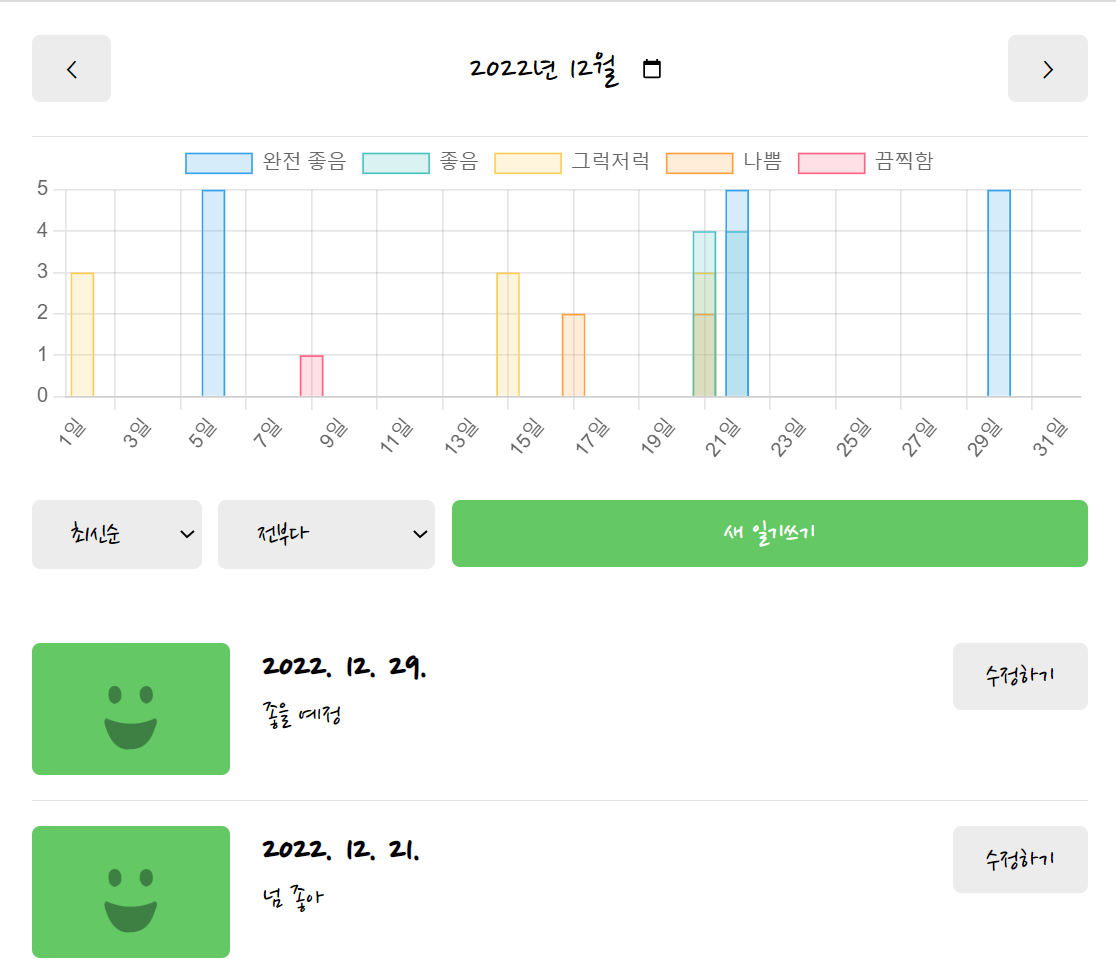 2022년 12월
완전 좋음 좋음 그럭저럭 나쁨 끔찍함
5
4
3
2
1
0
1일 3일 5일 7일 9일 11일 13일 15일 17일 19일 21일 23일 25일 27일 29일 31일
최신순 전부다 새 일기쓰기
2022. 12. 29.
수정하기
좋을 예정
2022. 12. 21.
수정하기
넘 좋아